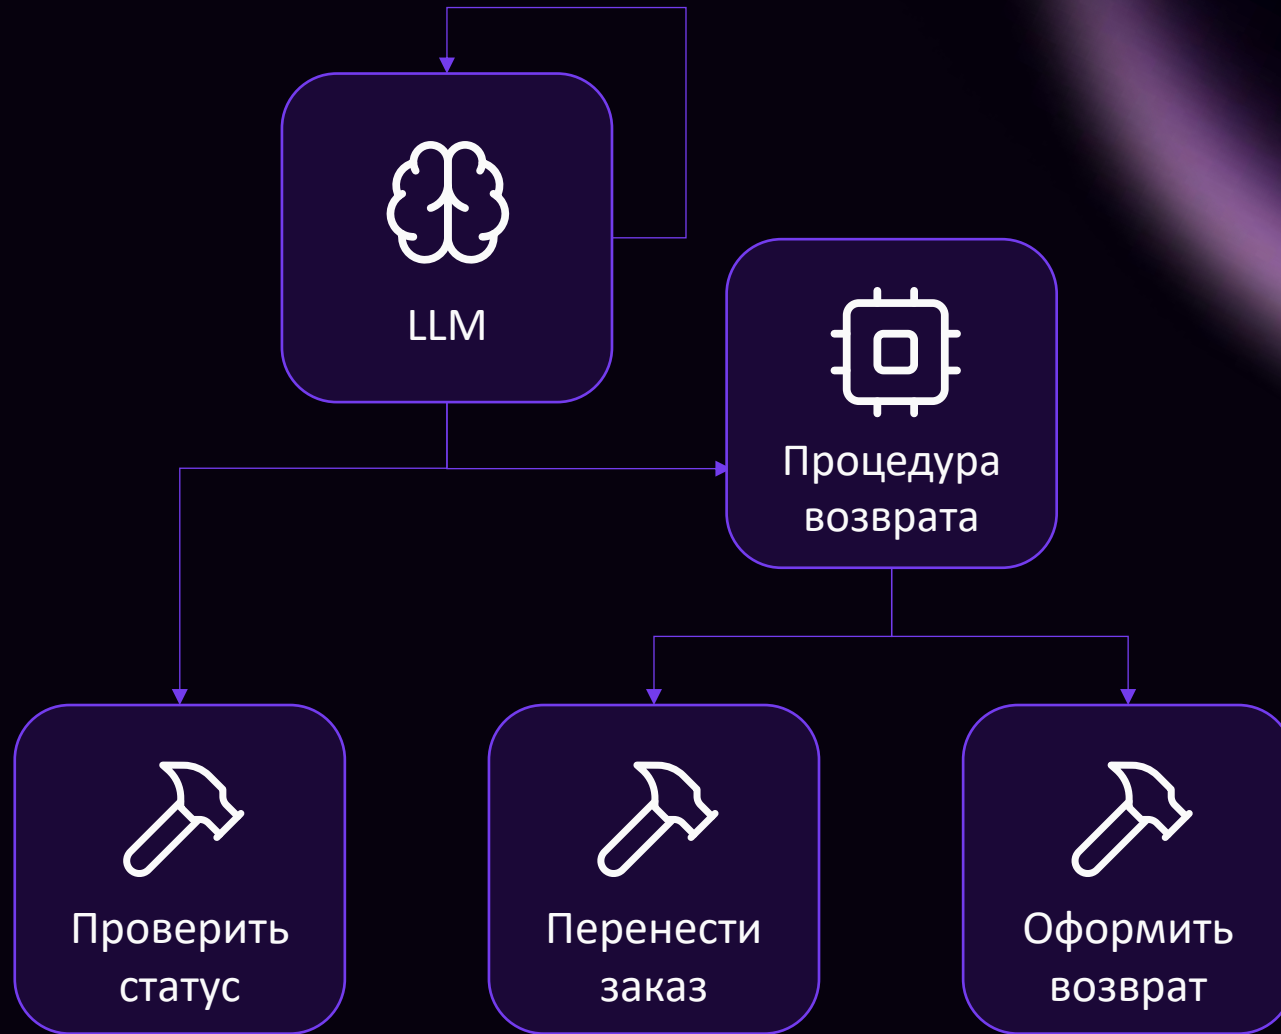 LLM
Процедура
возврата
Проверить
статус
Перенести
заказ
Оформить
возврат